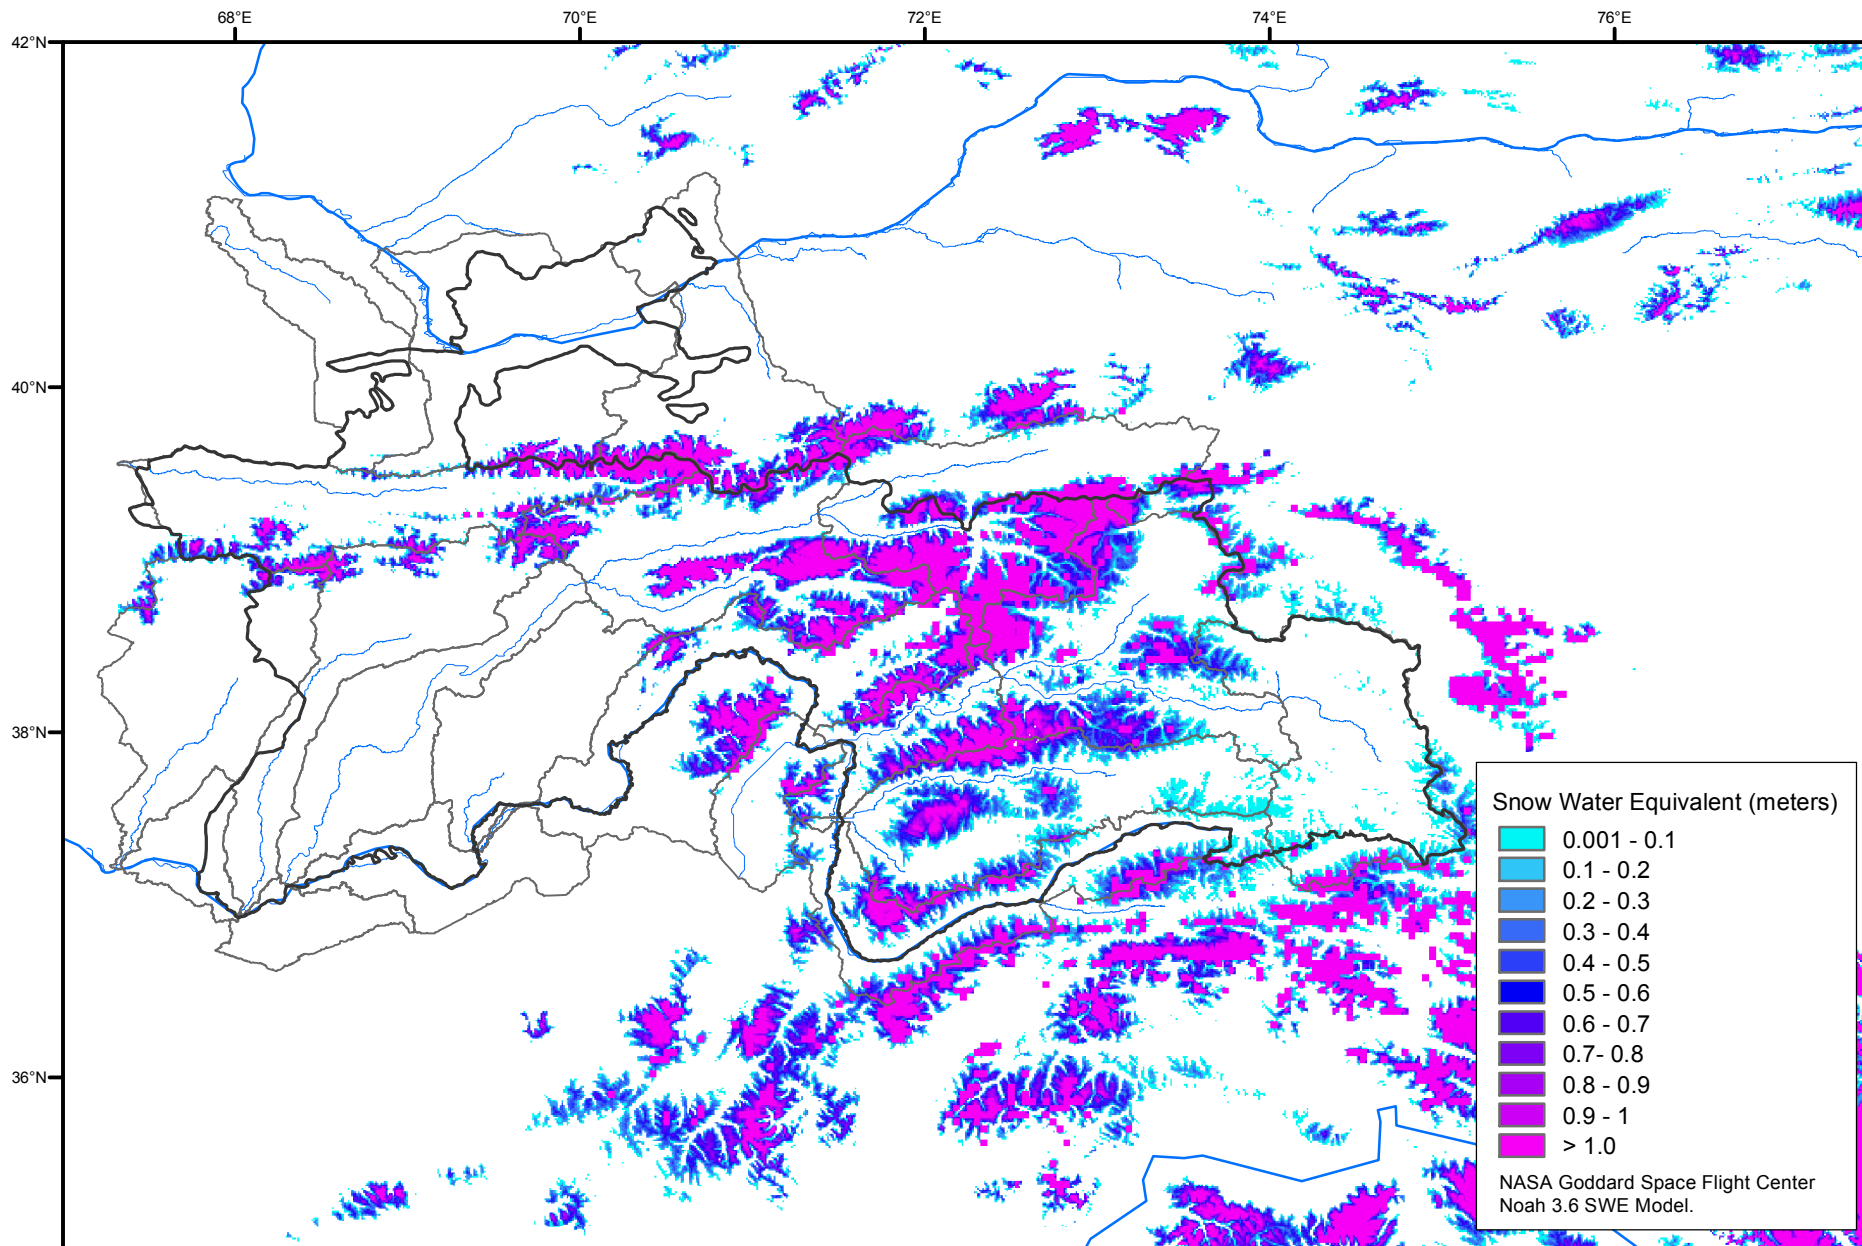 68°E
70°E
72°E
74°E
76°E
42°N
40°N
38°N
36°N
Snow Water Equivalent (meters)
0.001 - 0.1
0.1 - 0.2
0.2 - 0.3
0.3 - 0.4
0.4 - 0.5
0.5 - 0.6
0.6 - 0.7
0.7- 0.8
0.8 - 0.9
0.9 - 1
> 1.0
NASA Goddard Space Flight Center
Noah 3.6 SWE Model.